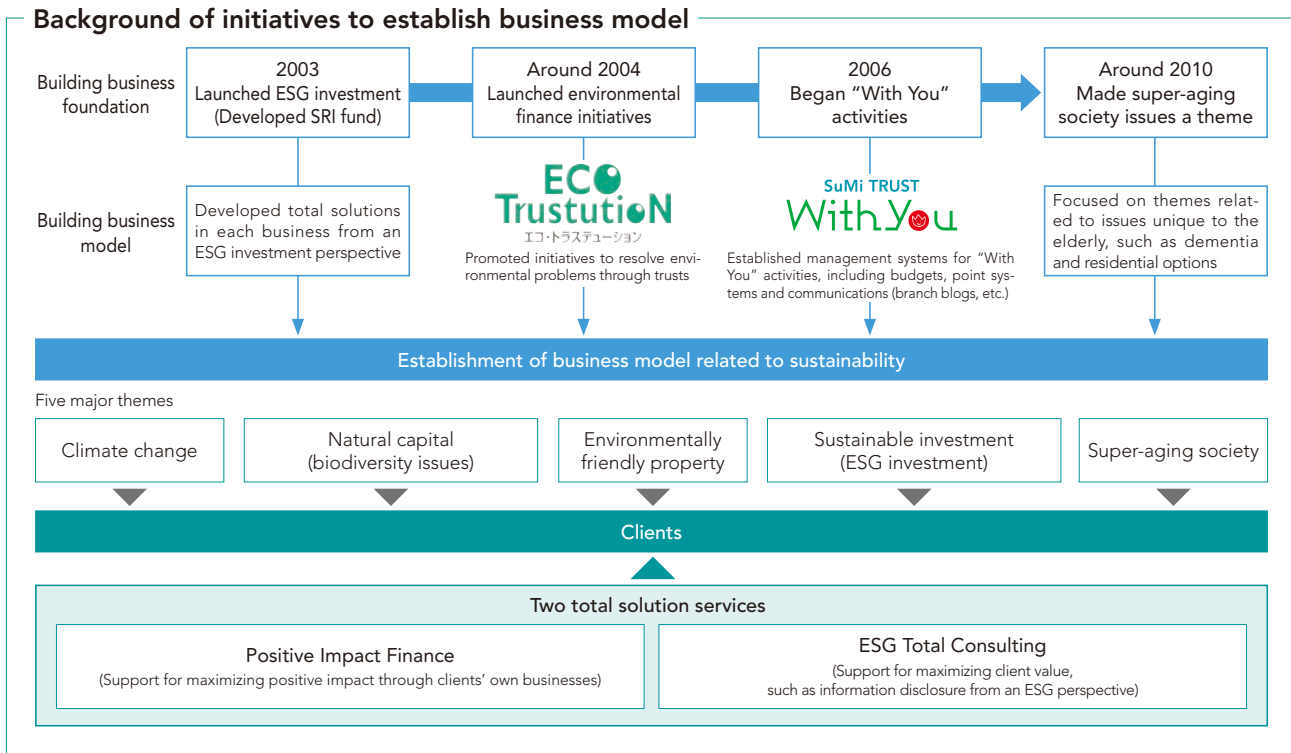 Background of initiatives to establish business model
Building business
foundation
2003
Launched ESG investment
(Developed SRI fund)
Around 2004
Launched environmental
finance initiatives
2006
Began “With You”
activities
Around 2010
Made super-aging
society issues a theme
Building business
model
Developed total solutions
in each business from an
ESG investment perspective
ECO
TrustutioN
エコ・トラステューション
Promoted initiatives to resolve envi-
ronmental problems through trusts
SuMi TRUST
With You
Established management systems for “With
You” activities, including budgets, point sys-
tems and communications (branch blogs, etc.)
Focused on themes relat-
ed to issues unique to the
elderly, such as dementia
and residential options
Establishment of business model related to sustainability
Five major themes
Climate change
Natural capital
(biodiversity issues)
Environmentally
friendly property
Sustainable investment
(ESG investment)
Super-aging society
Clients
Two total solution services
Positive Impact Finance
(Support for maximizing positive impact through clients’ own businesses)
ESG Total Consulting
(Support for maximizing client value,
such as information disclosure from an ESG perspective)